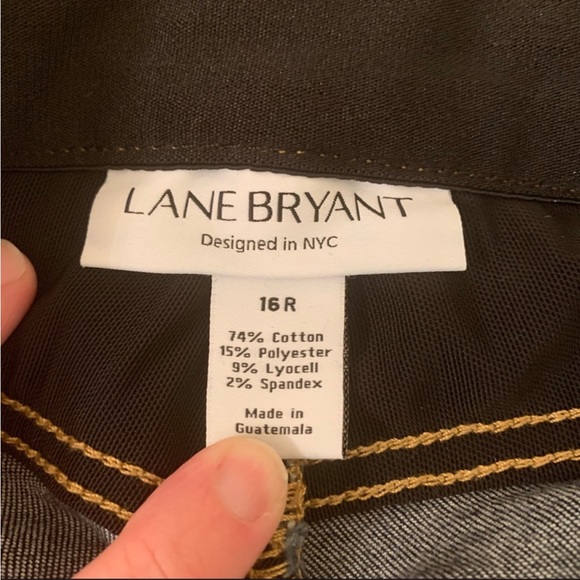 LANE BRYANT
Designed in NYC
16 R
74% Cotton
15% Polyester
9% Lyocell
2% Spandex
Made in
Guatemala